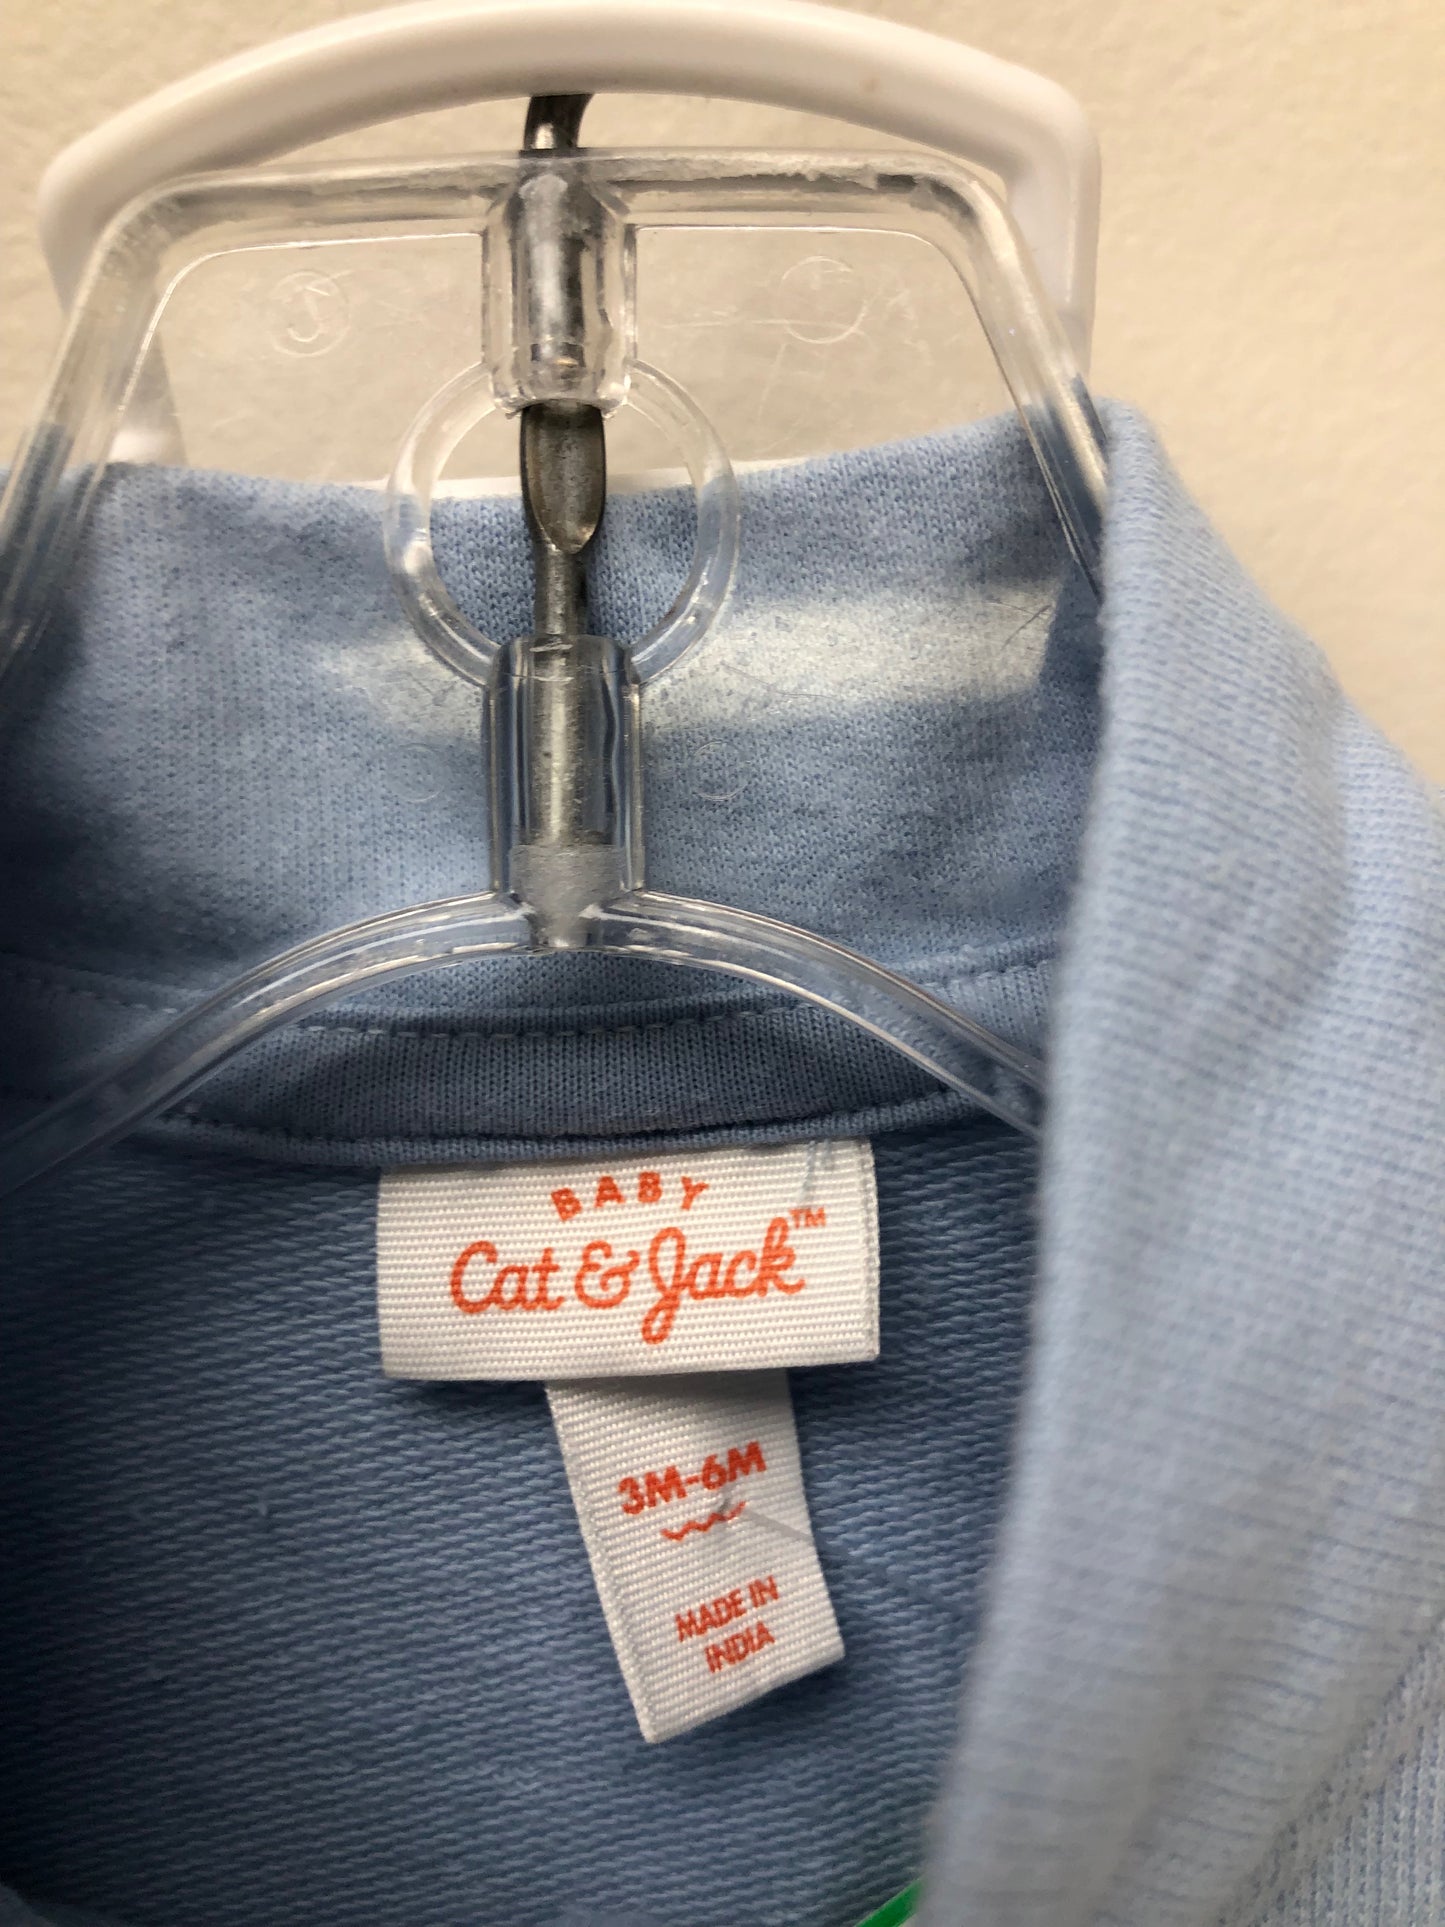 BABY
Cat & Jack™
3M-6M
MADE IN
INDIA